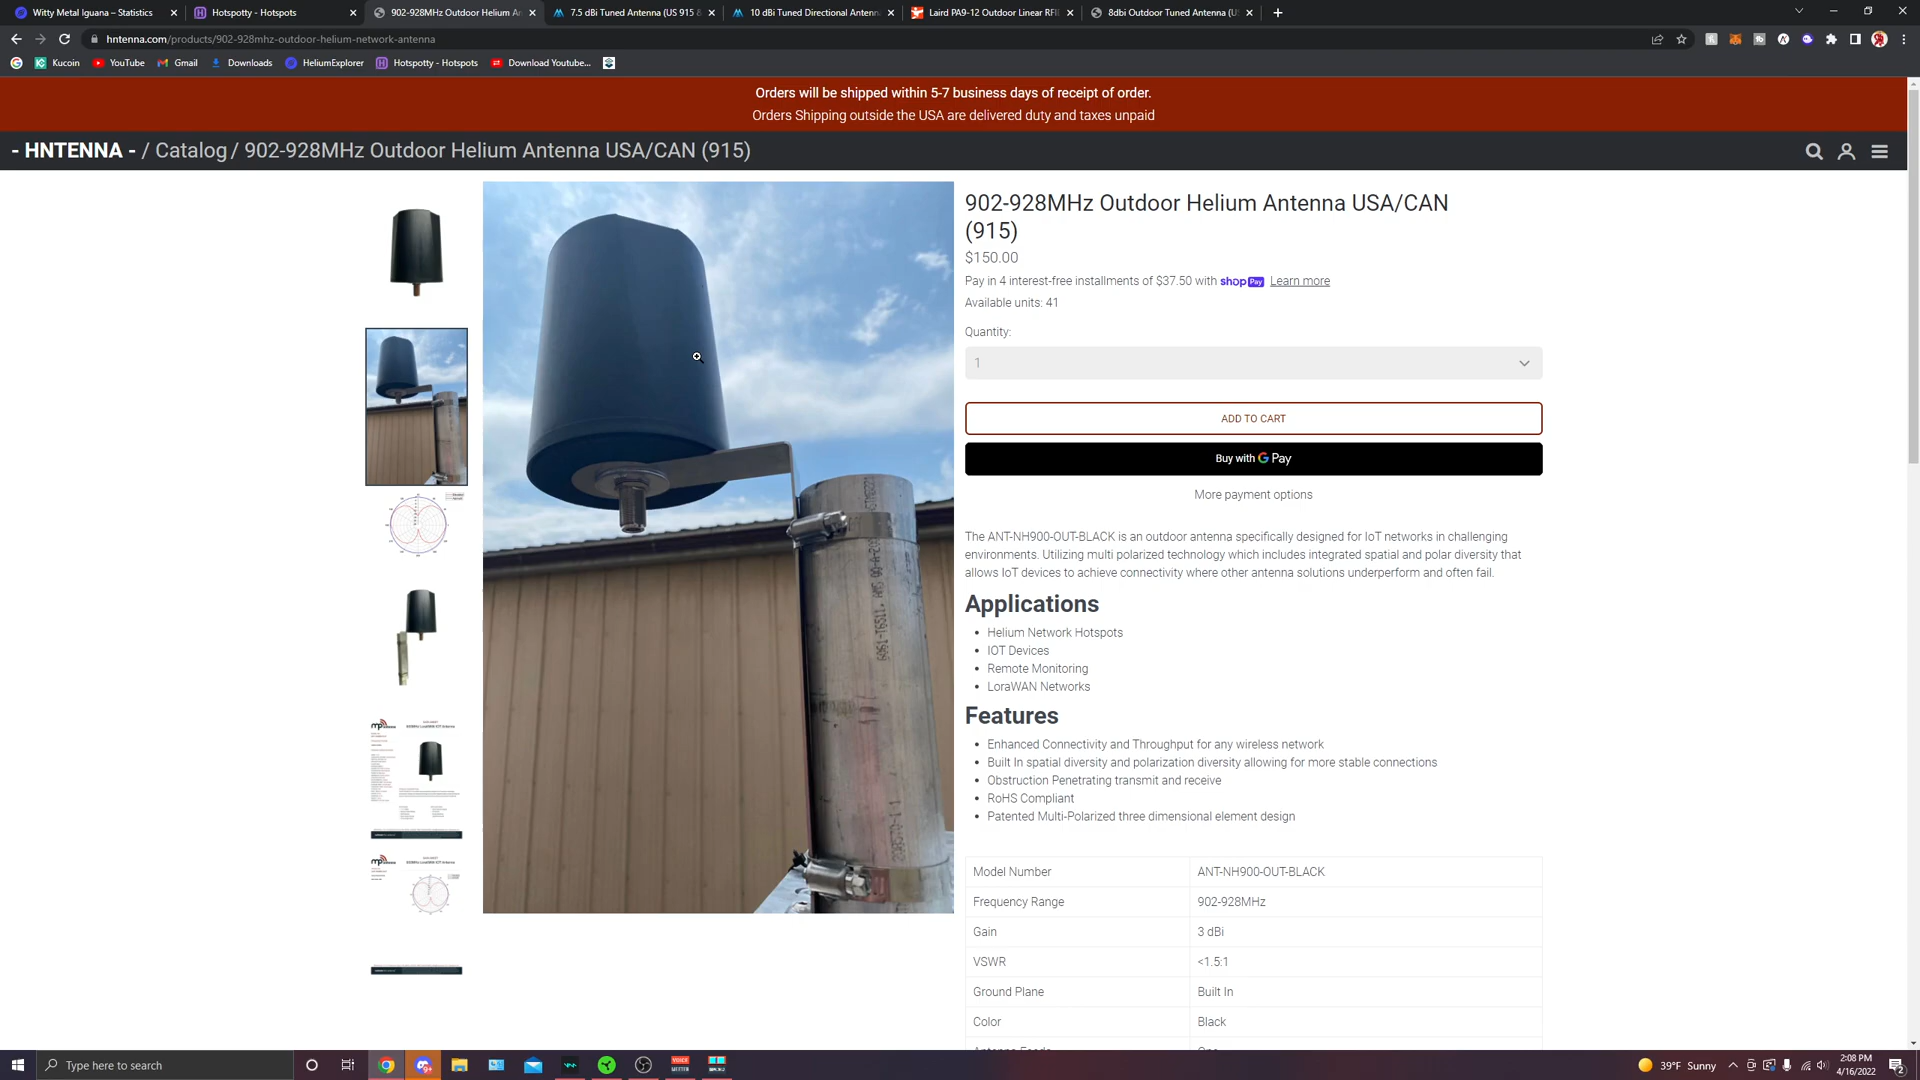 Witty Metal Iguana – Statistics
Hotspotty - Hotspots
902-928MHz Outdoor Helium An
7.5 dBi Tuned Antenna (US 915 &
10 dBi Tuned Directional Antenn
Laird PA9-12 Outdoor Linear RFI
8dbi Outdoor Tuned Antenna (U
hntenna.com/products/902-928mhz-outdoor-helium-network-antenna
Kucoin
YouTube
Gmail
Downloads
HeliumExplorer
Hotspotty - Hotspots
Download Youtube...
Orders will be shipped within 5-7 business days of receipt of order.
Orders Shipping outside the USA are delivered duty and taxes unpaid
- HNTENNA - / Catalog / 902-928MHz Outdoor Helium Antenna USA/CAN (915)
902-928MHz Outdoor Helium Antenna USA/CAN
(915)
$150.00
Pay in 4 interest-free installments of $37.50 with shop Pay Learn more
Available units: 41
Quantity:
1
ADD TO CART
Buy with G Pay
More payment options
The ANT-NH900-OUT-BLACK is an outdoor antenna specifically designed for IoT networks in challenging
environments. Utilizing multi polarized technology which includes integrated spatial and polar diversity that
allows IoT devices to achieve connectivity where other antenna solutions underperform and often fail.
Applications
Helium Network Hotspots
IOT Devices
Remote Monitoring
LoraWAN Networks
Features
Enhanced Connectivity and Throughput for any wireless network
Built In spatial diversity and polarization diversity allowing for more stable connections
Obstruction Penetrating transmit and receive
RoHS Compliant
Patented Multi-Polarized three dimensional element design
Model Number ANT-NH900-OUT-BLACK
Frequency Range 902-928MHz
Gain 3 dBi
VSWR <1.5:1
Ground Plane Built In
Color Black
Type here to search
39°F Sunny
2:08 PM
4/16/2022